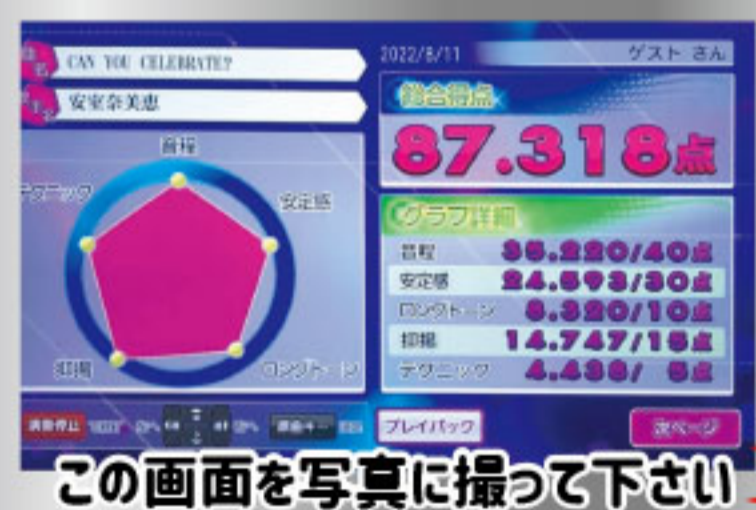 CAN YOU CELEBRATE?
安室奈美恵
2022/8/11 ゲスト さん
総合得点
87.318点
音程
テクニック
安定感
抑揚
ロングトーン
グラフ詳細
音程 35.220/40点
安定感 24.593/30点
ロングトーン 8.320/10点
抑揚 14.747/15点
テクニック 4.438/ 5点
演奏停止
プレイバック
次ページ
この画面を写真に撮って下さい